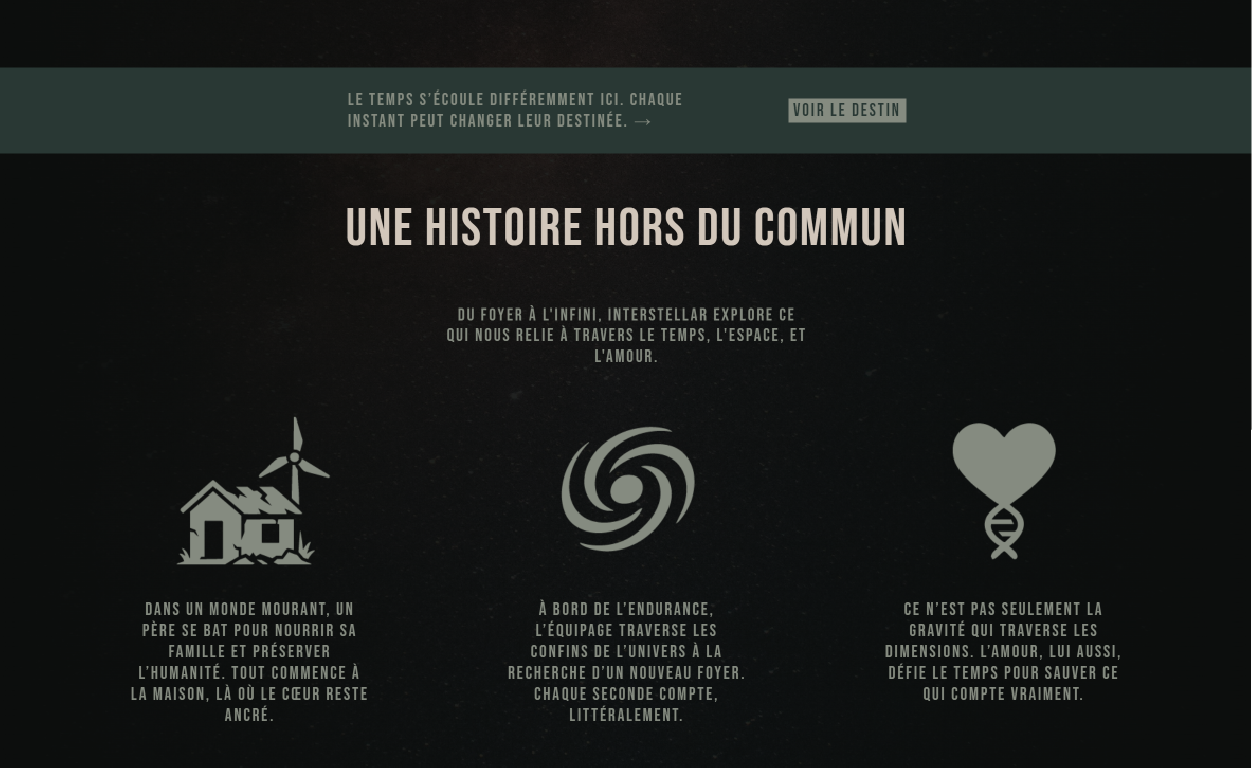 LE TEMPS S'ÉCOULE DIFFÉREMMENT ICI. CHAQUE
INSTANT PEUT CHANGER LEUR DESTINÉE. →
VOIR LE DESTIN
UNE HISTOIRE HORS DU COMMUN
DU FOYER À L'INFINI, INTERSTELLAR EXPLORE CE
QUI NOUS RELIE À TRAVERS LE TEMPS, L'ESPACE, ET
L'AMOUR.
DANS UN MONDE MOURANT, UN
PÈRE SE BAT POUR NOURRIR SA
FAMILLE ET PRÉSERVER
L'HUMANITÉ. TOUT COMMENCE À
LA MAISON, LÀ OÙ LE CŒUR RESTE
ANCRÉ.
À BORD DE L'ENDURANCE,
L'ÉQUIPAGE TRAVERSE LES
CONFINS DE L'UNIVERS À LA
RECHERCHE D'UN NOUVEAU FOYER.
CHAQUE SECONDE COMPTE,
LITTÉRALEMENT.
CE N'EST PAS SEULEMENT LA
GRAVITÉ QUI TRAVERSE LES
DIMENSIONS. L'AMOUR, LUI AUSSI,
DÉFIE LE TEMPS POUR SAUVER CE
QUI COMPTE VRAIMENT.